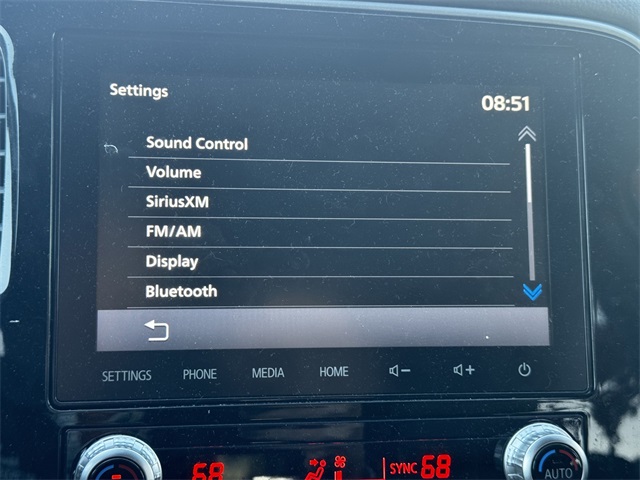 Settings
08:51
Sound Control
Volume
SiriusXM
FM/AM
Display
Bluetooth
SETTINGS PHONE MEDIA HOME
68 SYNC 68
AUTO